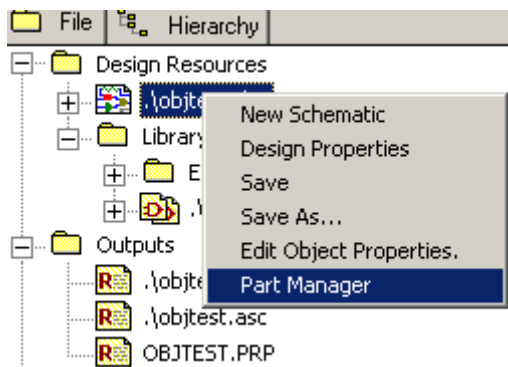 File Hierarchy
Design Resources
.\objte
New Schematic
Library
Design Properties
E
Save
.\
Save As...
Outputs
Edit Object Properties.
.\objte
Part Manager
.\objtest.asc
OBJTEST.PRP